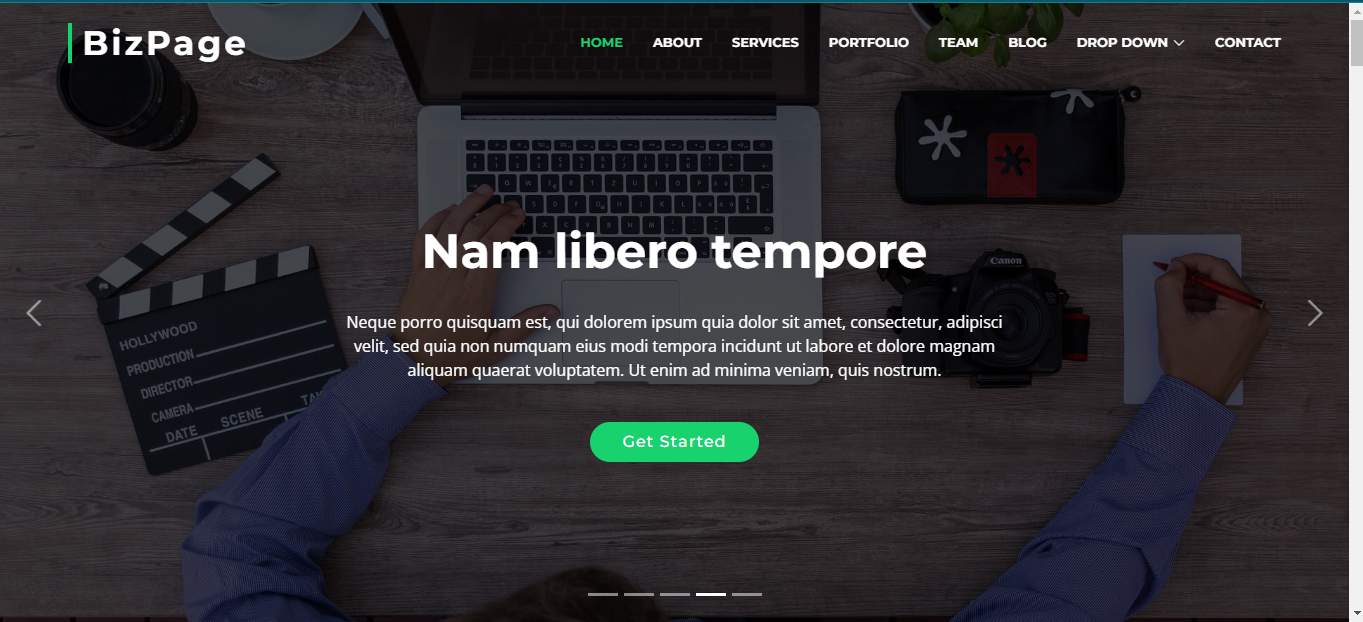 BizPage
HOME ABOUT SERVICES PORTFOLIO TEAM BLOG DROP DOWN CONTACT
Nam libero tempore
Neque porro quisquam est, qui dolorem ipsum quia dolor sit amet, consectetur, adipisci
velit, sed quia non numquam eius modi tempora incidunt ut labore et dolore magnam
aliquam quaerat voluptatem. Ut enim ad minima veniam, quis nostrum.
Get Started
HOLLYWOOD
PRODUCTION
DIRECTOR
CAMERA
DATE SCENE
Canon